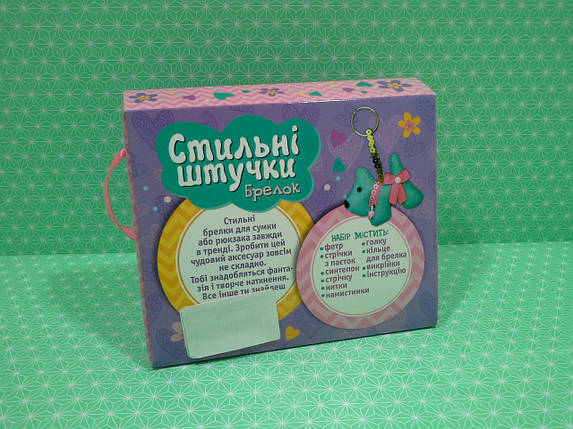 Стильні
штучки
Брелок
Стильні
брелки для сумки
або рюкзака завжди
в тренді. Зробити цей
чудовий аксесуар зовсім
не складно.
Тобі знадобляться фанта-
зія і творче натхнення.
Все інше ти знайдеш
НАБІР МІСТИТЬ:
•фетр
•стрічки
з паєток
•синтепон
•стрічку
•нитки
•намистинки
•голку
•кільце
для брелка
•викрійки
•інструкцію